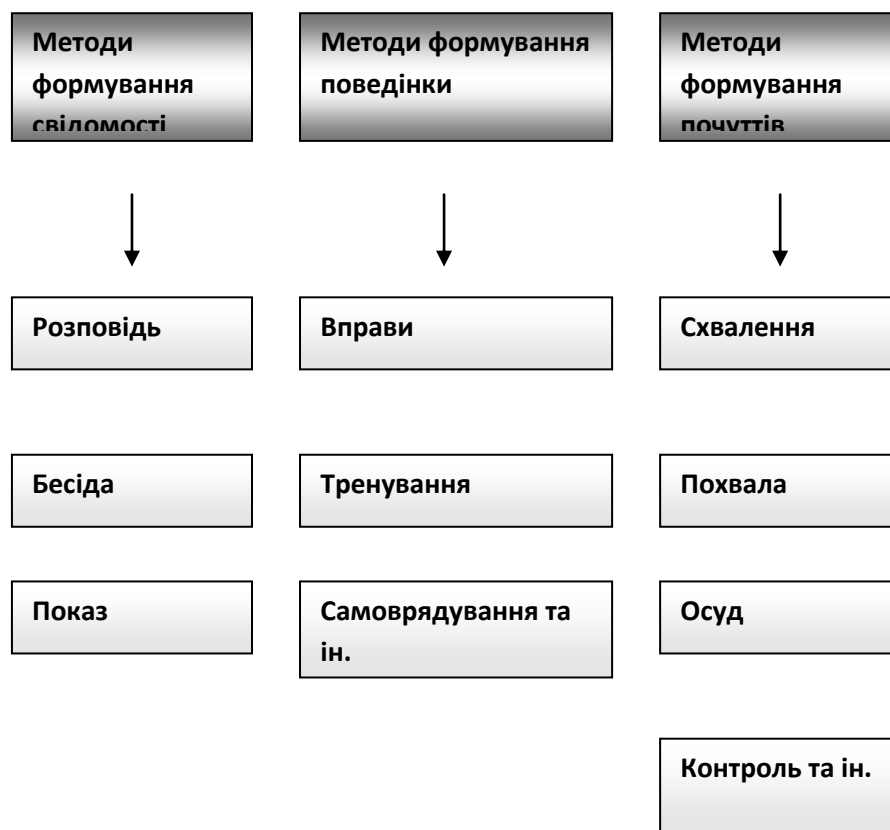 Методи
формування
свідомості
Методи формування
поведінки
Методи
формування
почуттів
Розповідь
Вправи
Схвалення
Бесіда
Тренування
Похвала
Показ
Самоврядування та
ін.
Осуд
Контроль та ін.